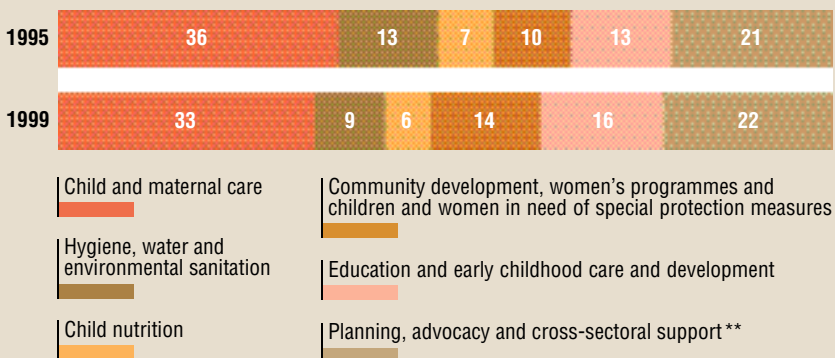 1995 36 13 7 10 13 21
1999 33 9 6 14 16 22
Child and maternal care
Hygiene, water and
environmental sanitation
Child nutrition
Community development, women’s programmes and
children and women in need of special protection measures
Education and early childhood care and development
Planning, advocacy and cross-sectoral support**